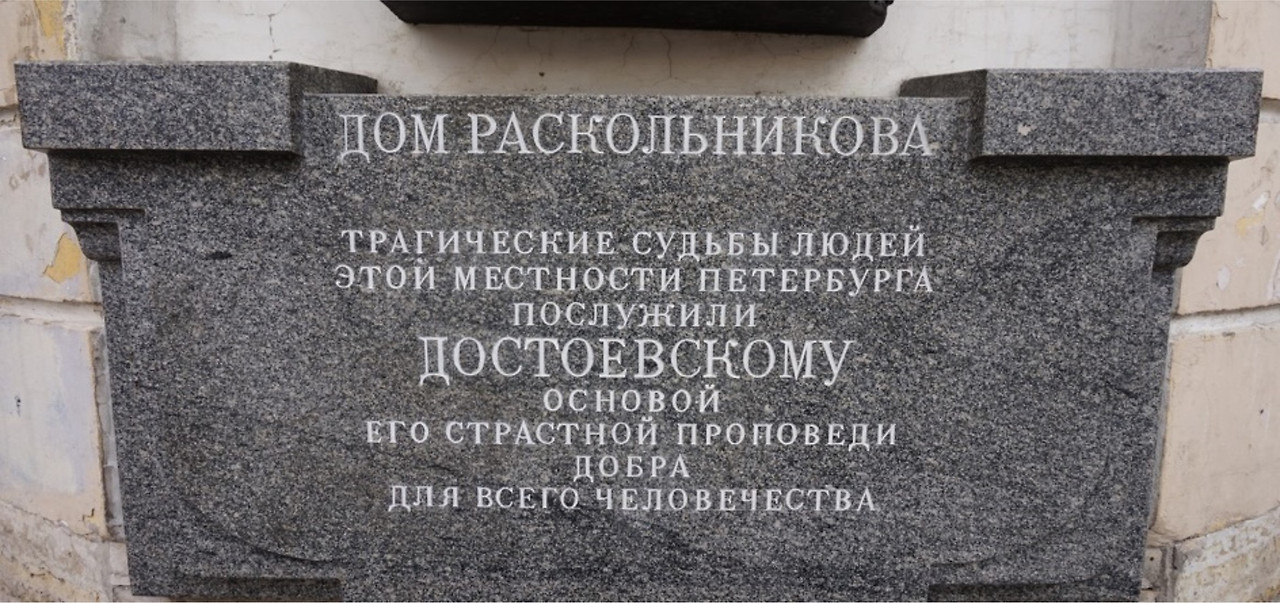 ДОМ РАСКОЛЬНИКОВА
ТРАГИЧЕСКИЕ СУДЬБЫ ЛЮДЕЙ
ЭТОЙ МЕСТНОСТИ ПЕТЕРБУРГА
ПОСЛУЖИЛИ
ДОСТОЕВСКОМУ
ОСНОВОЙ
ЕГО СТРАСТНОЙ ПРОПОВЕДИ
ДОБРА
ДЛЯ ВСЕГО ЧЕЛОВЕЧЕСТВА